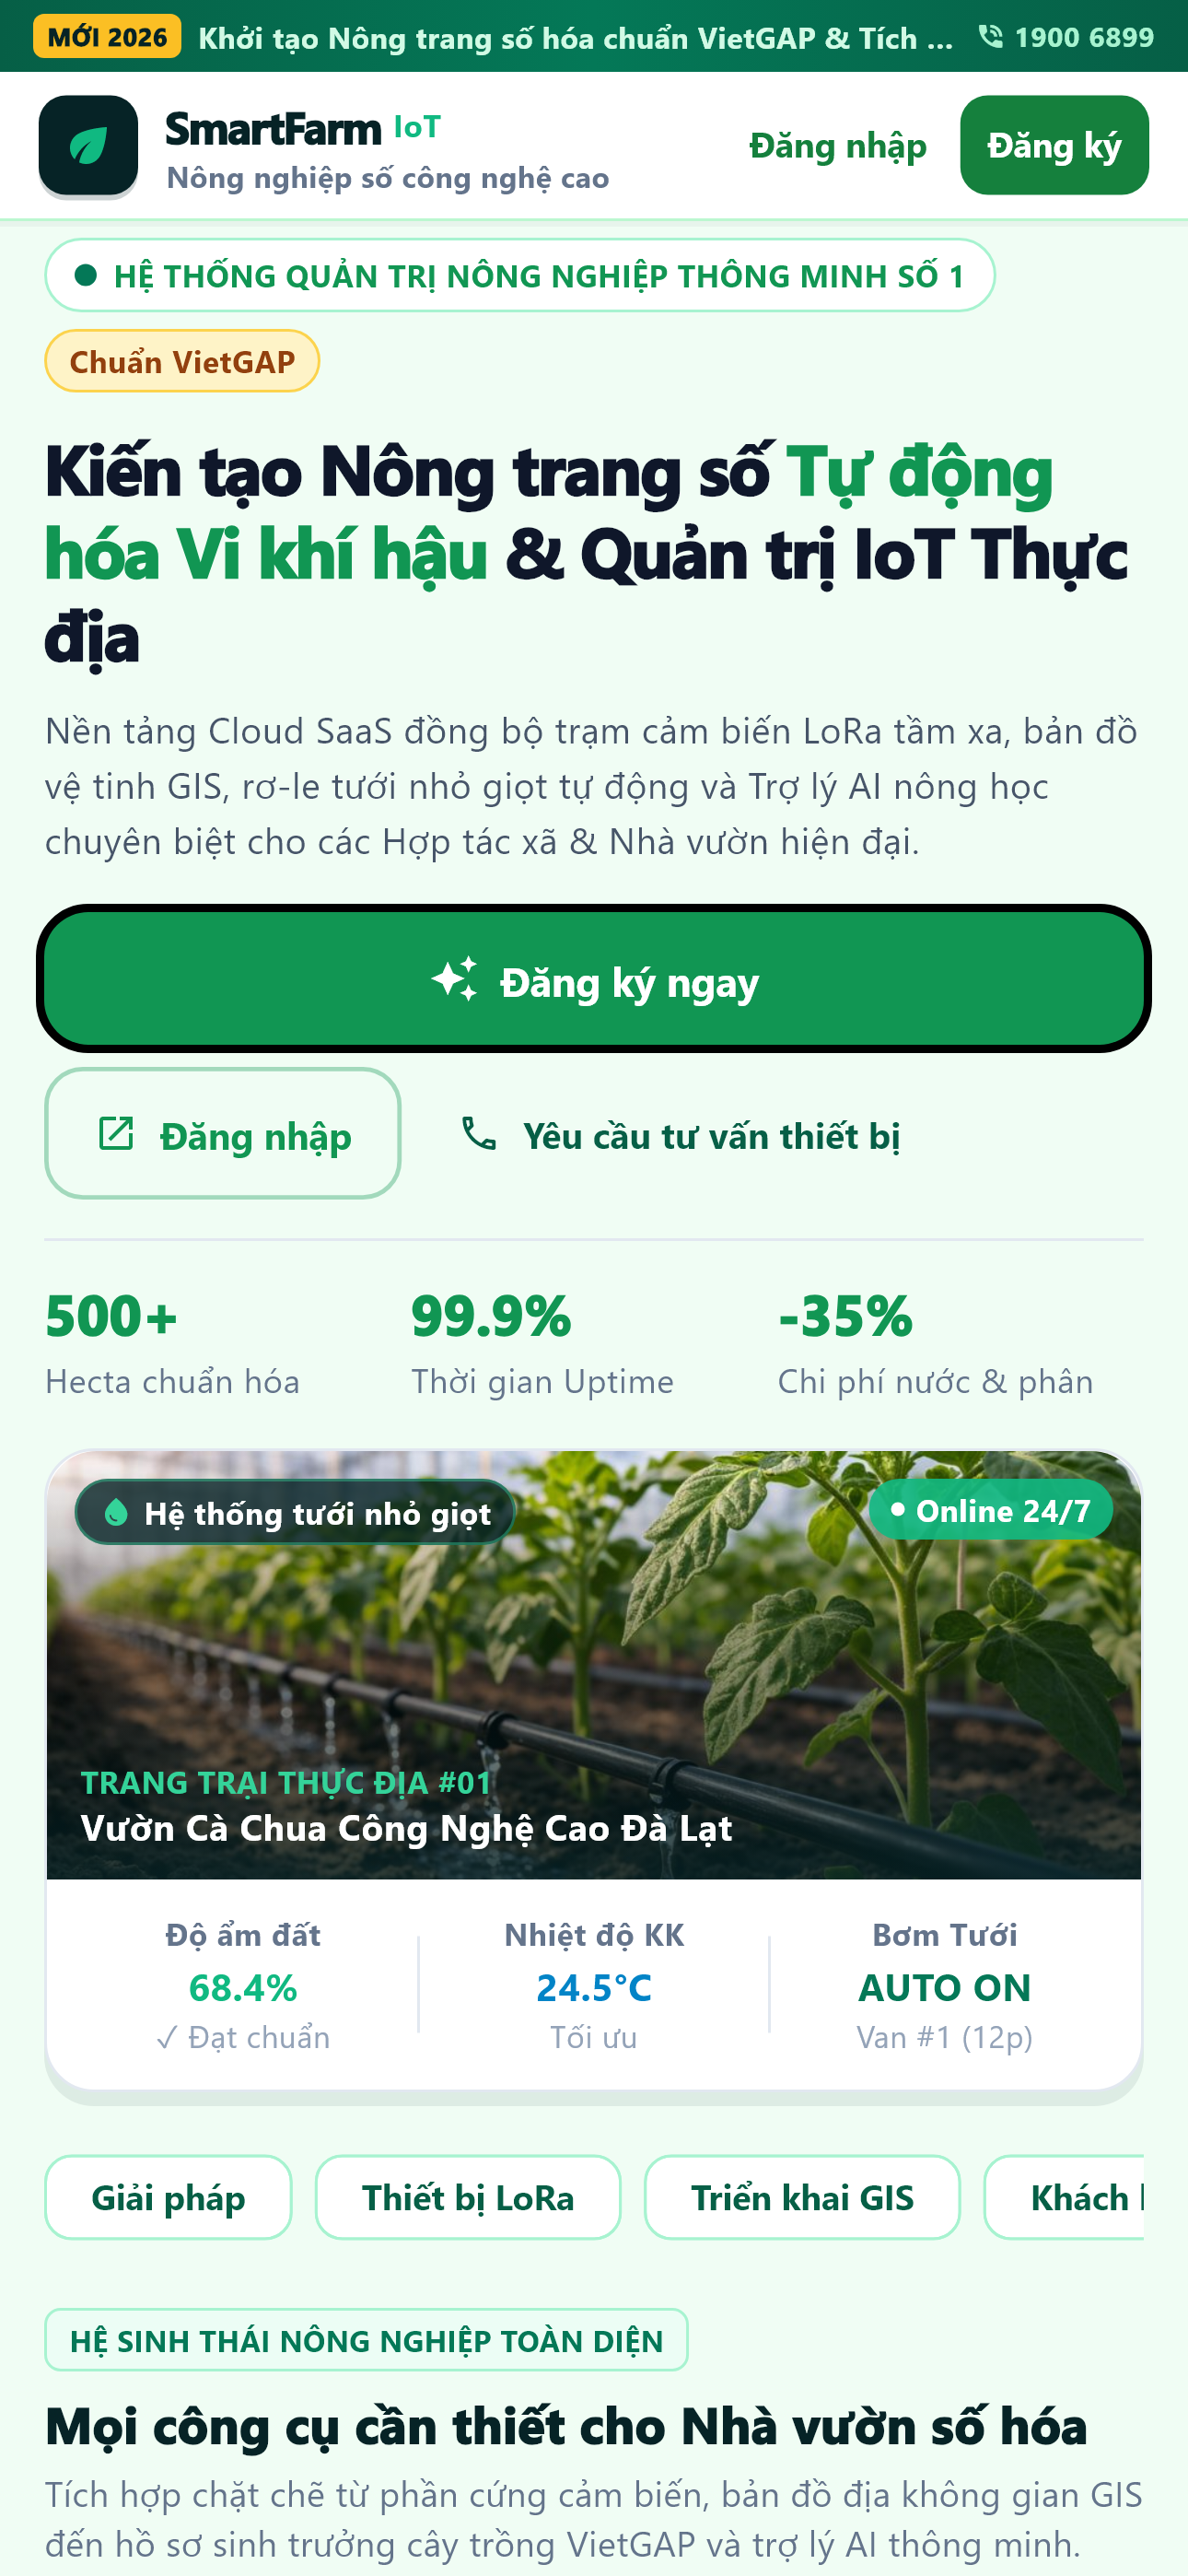 MỚI 2026 Khởi tạo Nông trang số hóa chuẩn VietGAP & Tích ... 1900 6899
SmartFarm IoT
Nông nghiệp số công nghệ cao
Đăng nhập
Đăng ký
HỆ THỐNG QUẢN TRỊ NÔNG NGHIỆP THÔNG MINH SỐ 1
Chuẩn VietGAP
Kiến tạo Nông trang số Tự động
hóa Vi khí hậu & Quản trị IoT Thực
địa
Nền tảng Cloud SaaS đồng bộ trạm cảm biến LoRa tầm xa, bản đồ
vệ tinh GIS, rơ-le tưới nhỏ giọt tự động và Trợ lý AI nông học
chuyên biệt cho các Hợp tác xã & Nhà vườn hiện đại.
Đăng ký ngay
Đăng nhập
Yêu cầu tư vấn thiết bị
500+
Hecta chuẩn hóa
99.9%
Thời gian Uptime
-35%
Chi phí nước & phân
Hệ thống tưới nhỏ giọt
Online 24/7
TRANG TRẠI THỰC ĐỊA #01
Vườn Cà Chua Công Nghệ Cao Đà Lạt
Độ ẩm đất
68.4%
✓ Đạt chuẩn
Nhiệt độ KK
24.5°C
Tối ưu
Bơm Tưới
AUTO ON
Van #1 (12p)
Giải pháp
Thiết bị LoRa
Triển khai GIS
Khách
HỆ SINH THÁI NÔNG NGHIỆP TOÀN DIỆN
Mọi công cụ cần thiết cho Nhà vườn số hóa
Tích hợp chặt chẽ từ phần cứng cảm biến, bản đồ địa không gian GIS
đến hồ sơ sinh trưởng cây trồng VietGAP và trợ lý AI thông minh.